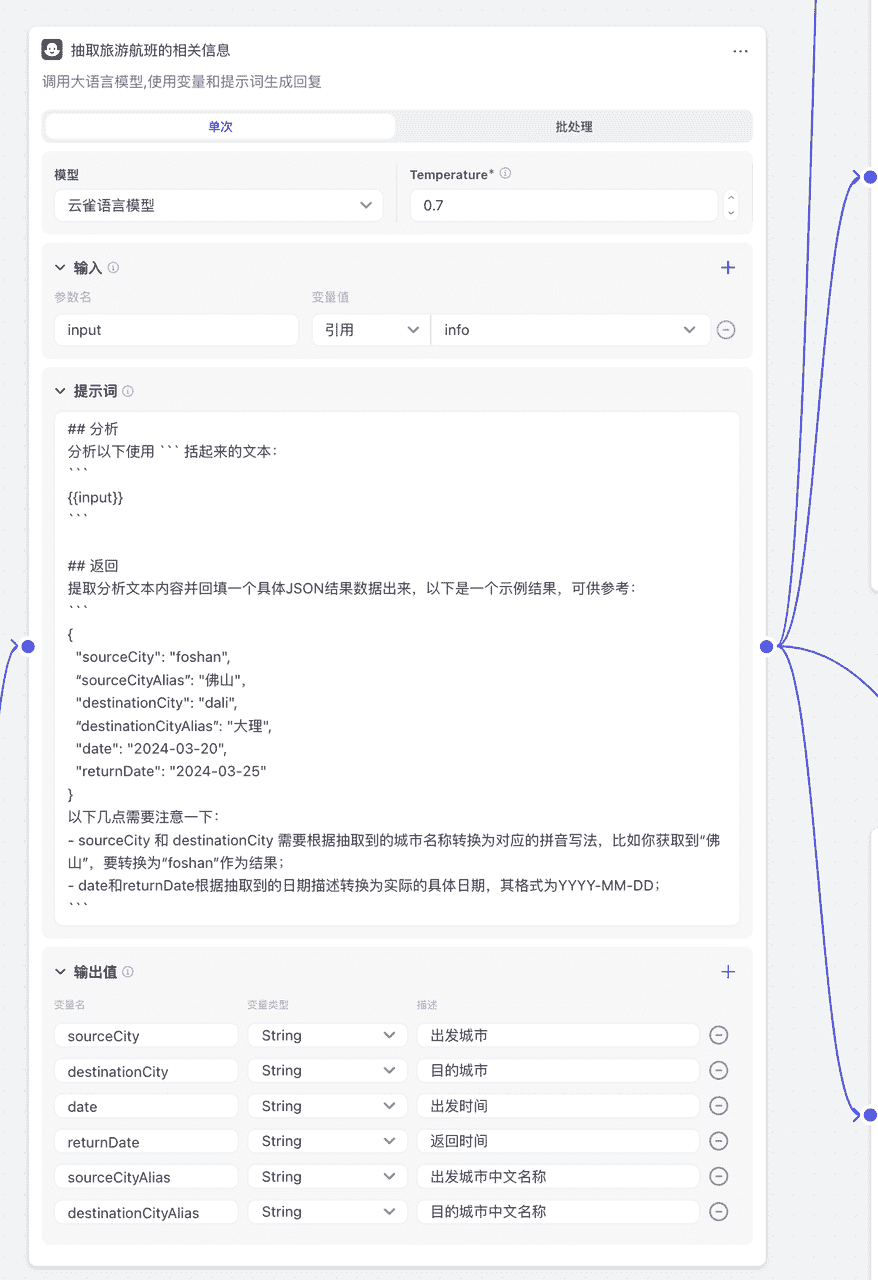 抽取旅游航班的相关信息
调用大语言模型,使用变量和提示词生成回复
单次 批处理
模型 Temperature*
云雀语言模型 0.7
输入
参数名 变量值
input 引用 info
提示词
## 分析
分析以下使用 ``` 括起来的文本：
```
{{input}}
```
## 返回
提取分析文本内容并回填一个具体JSON结果数据出来，以下是一个示例结果，可供参考：
```
{
"sourceCity": "foshan",
“sourceCityAlias”: "佛山",
"destinationCity": "dali",
“destinationCityAlias”: "大理",
"date": "2024-03-20",
"returnDate": "2024-03-25"
}
以下几点需要注意一下：
- sourceCity 和 destinationCity 需要根据抽取到的城市名称转换为对应的拼音写法，比如你获取到“佛
山”，要转换为“foshan”作为结果；
- date和returnDate根据抽取到的日期描述转换为实际的具体日期，其格式为YYYY-MM-DD；
```
输出值
变量名 变量类型 描述
sourceCity String 出发城市
destinationCity String 目的城市
date String 出发时间
returnDate String 返回时间
sourceCityAlias String 出发城市中文名称
destinationCityAlias String 目的城市中文名称